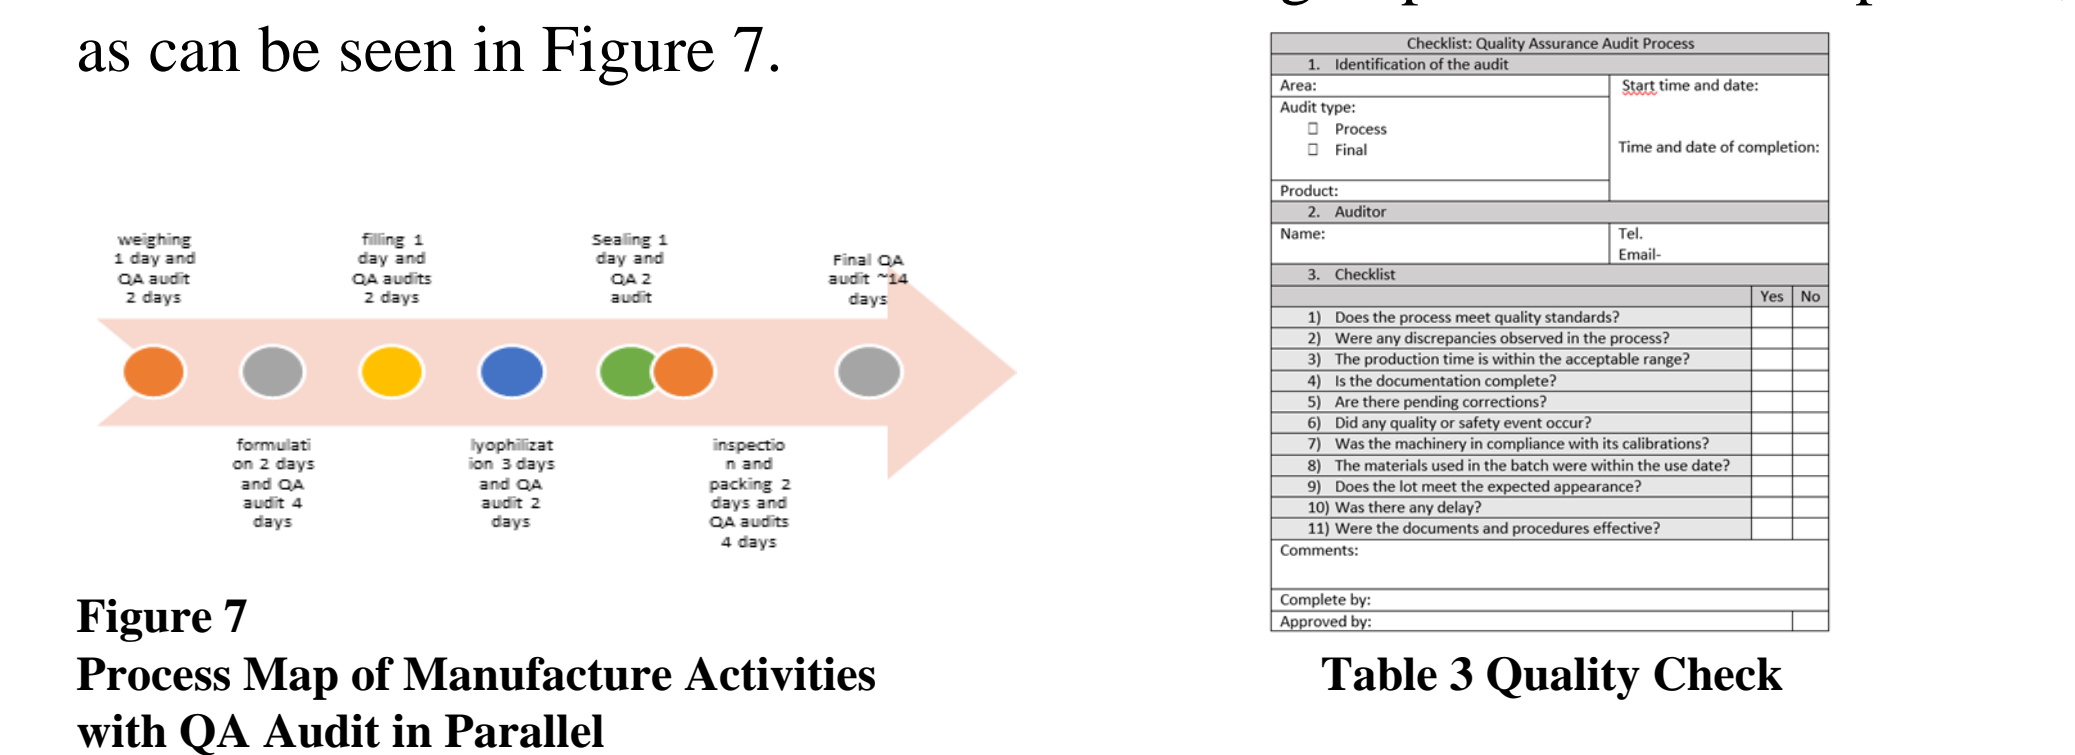 as can be seen in Figure 7.
weighing
1 day and
QA audit
2 days
filling 1
day and
QA audits
2 days
Sealing 1
day and
QA 2
audit
Final QA
audit ~14
days
formulati
on 2 days
and QA
audit 4
days
lyophilizat
ion 3 days
and QA
audit 2
days
inspectio
n and
packing 2
days and
QA audits
4 days
Figure 7
Process Map of Manufacture Activities
with QA Audit in Parallel
Checklist: Quality Assurance Audit Process
1. Identification of the audit
Area:
Start time and date:
Audit type:
☐ Process
☐ Final
Time and date of completion:
Product:
2. Auditor
Name:
Tel.
Email-
3. Checklist
Yes No
1) Does the process meet quality standards?
2) Were any discrepancies observed in the process?
3) The production time is within the acceptable range?
4) Is the documentation complete?
5) Are there pending corrections?
6) Did any quality or safety event occur?
7) Was the machinery in compliance with its calibrations?
8) The materials used in the batch were within the use date?
9) Does the lot meet the expected appearance?
10) Was there any delay?
11) Were the documents and procedures effective?
Comments:
Complete by:
Approved by:
Table 3 Quality Check